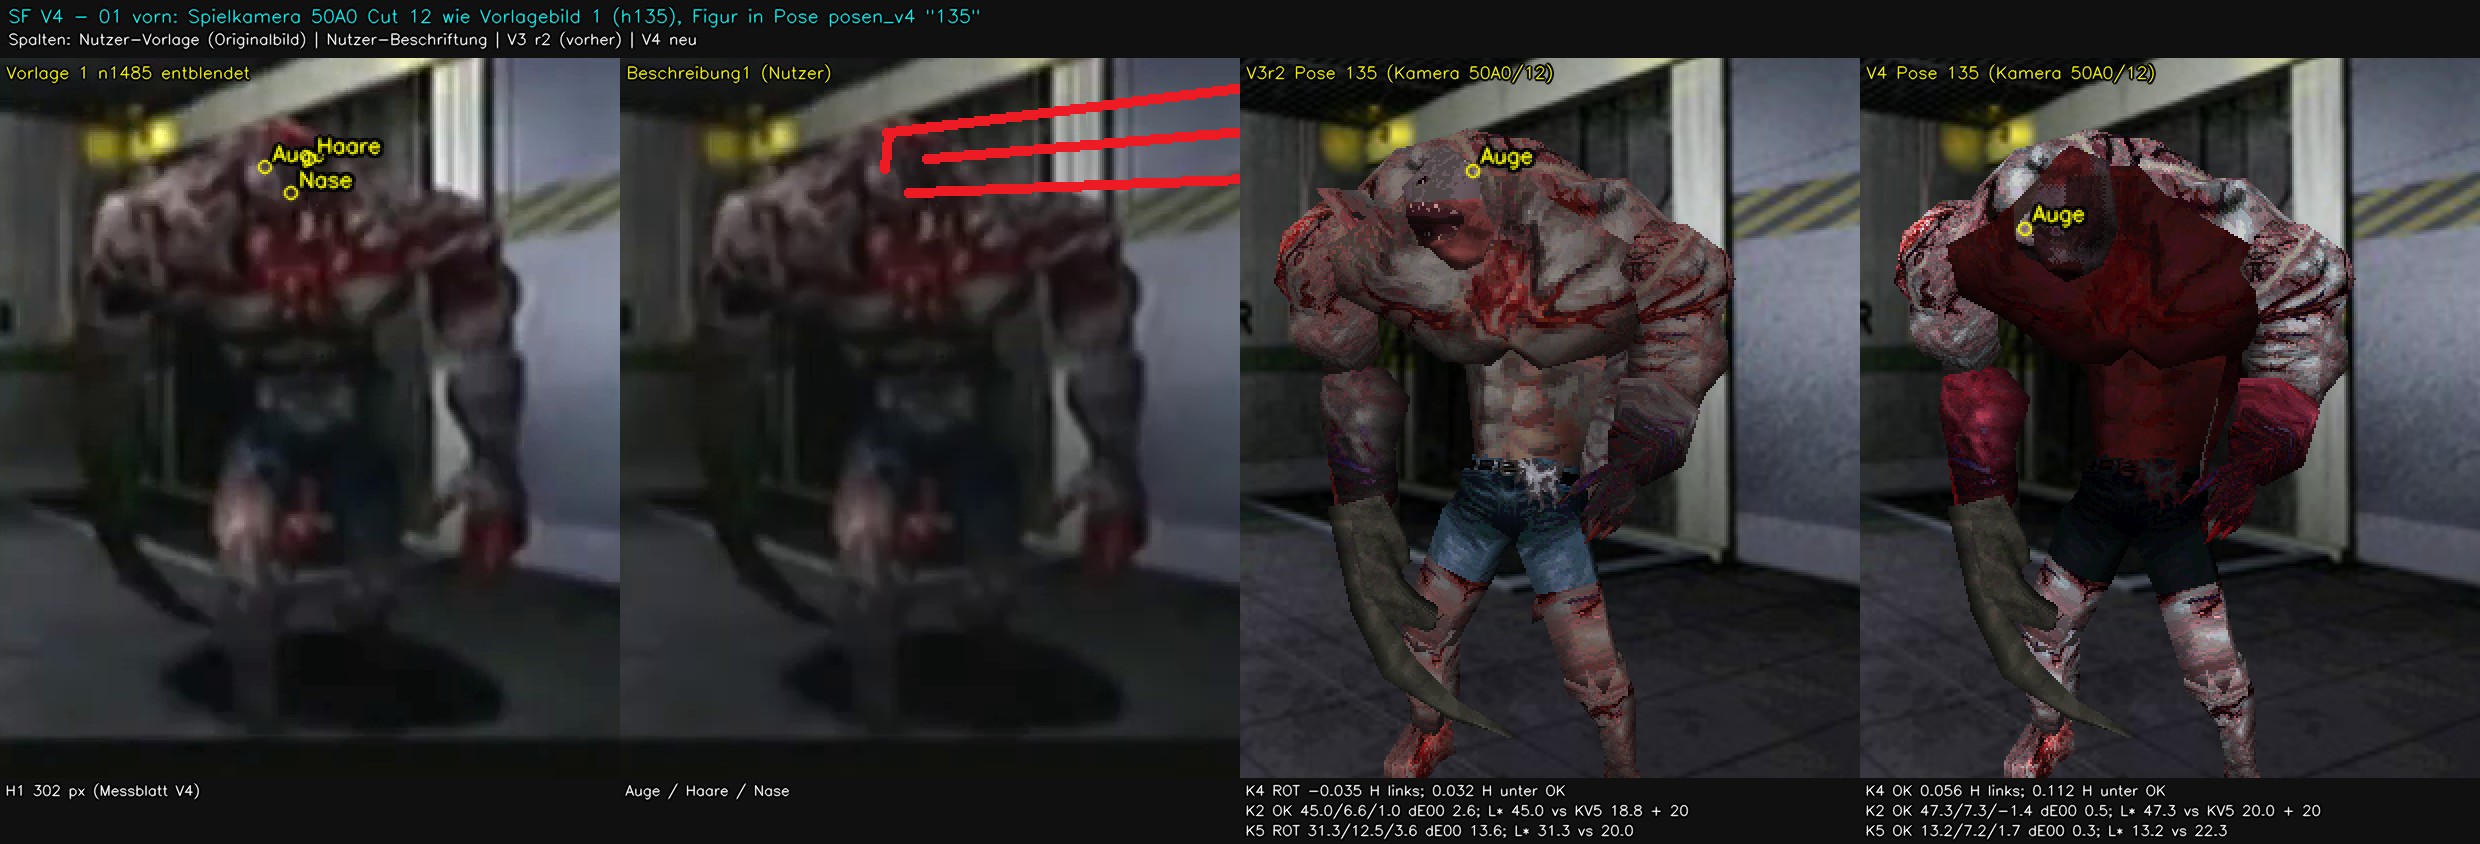 SF V4 - 01 vorn: Spielkamera 50A0 Cut 12 wie Vorlagebild 1 (h135), Figur in Pose posen_v4 "135"
Spalten: Nutzer-Vorlage (Originalbild) | Nutzer-Beschriftung | V3 r2 (vorher) | V4 neu
Vorlage 1 n1485 entblendet
Beschreibung1 (Nutzer)
V3r2 Pose 135 (Kamera 50A0/12)
V4 Pose 135 (Kamera 50A0/12)
Haare
Nase
Auge
Auge
R
R
H1 302 px (Messblatt V4)
Auge / Haare / Nase
K4 ROT -0.035 H links; 0.032 H unter OK
K2 OK 45.0/6.6/1.0 dE00 2.6; L* 45.0 vs KV5 18.8 + 20
K5 ROT 31.3/12.5/3.6 dE00 13.6; L* 31.3 vs 20.0
K4 OK 0.056 H links; 0.112 H unter OK
K2 OK 47.3/7.3/-1.4 dE00 0.5; L* 47.3 vs KV5 20.0 + 20
K5 OK 13.2/7.2/1.7 dE00 0.3; L* 13.2 vs 22.3